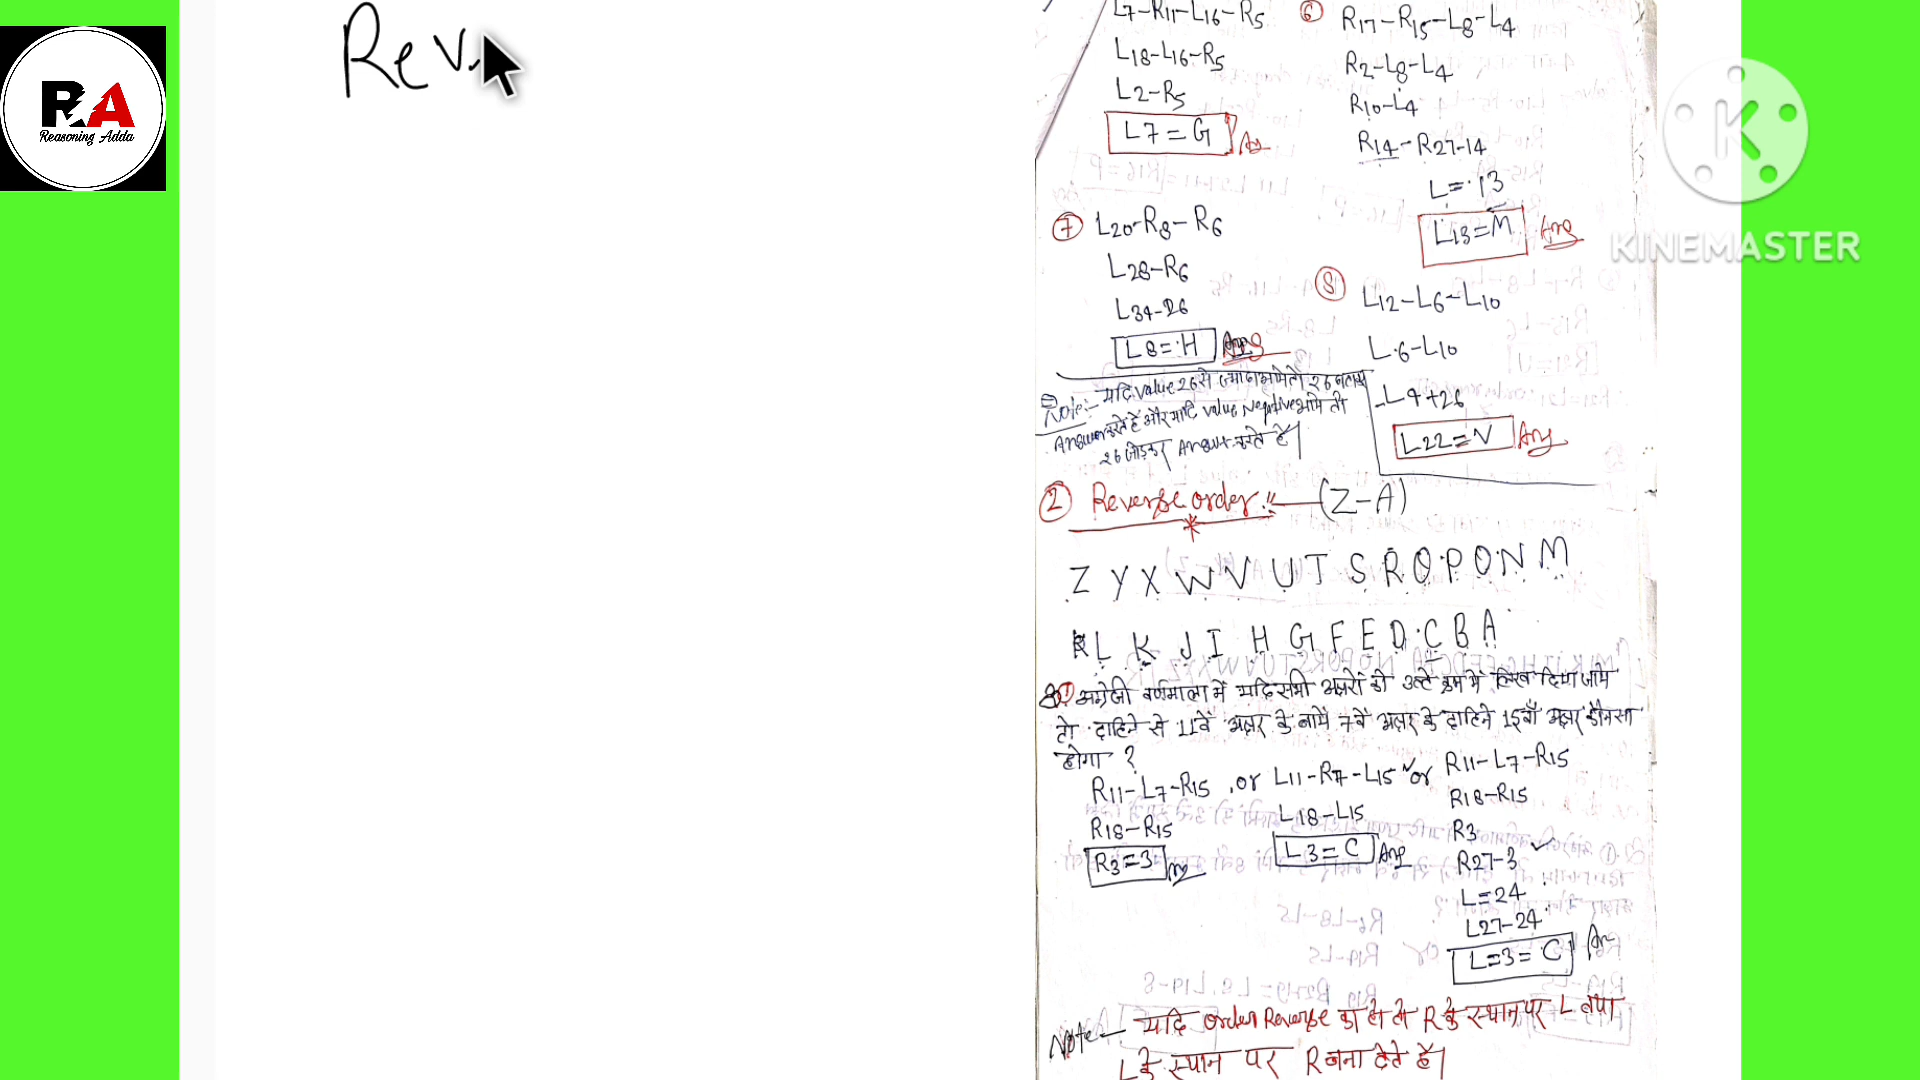 Rev
RA
Reasoning Adda
K
KINEMASTER
L7-R11-L16-R5
L18-L16-R5
L2-R5
L7=G Ans
6 R17-R15-L8-L4
R2-L8-L4
R10-L4
R14-R27-14
L=13
L13=M Ans
7 L20-R8-R6
L28-R6
L34-26
L8=H Ans
8 L12-L6-L10
L6-L10
-L4+26
L22=V Ans
Note:- यदि value 26 से ज्यादा आये तो 26 घटाकर
Answer करते हैं और यदि value Negative आये तो
26 जोड़कर Answer करते हैं।
2 Reverse order :- (Z-A)
Z Y X W V U T S R Q P O N M
L K J I H G F E D C B A
1 अंग्रेजी वर्णमाला में यदि सभी अक्षरों को उल्टे क्रम में लिख दिया जाये
तो दाहिने से 11वें अक्षर के बायें 7वें अक्षर के दाहिने 15वाँ अक्षर कौनसा
होगा ?
R11-L7-R15 or L11-R7-L15 or R11-L7-R15
R18-R15
R3=3 Ans
L18-L15
L3=C Ans
R18-R15
R3
R27-3
L=24
L27-24
L=3=C Ans
Note- यदि order Reverse का हो तो R के स्थान पर L तथा
L के स्थान पर R बना देते हैं।